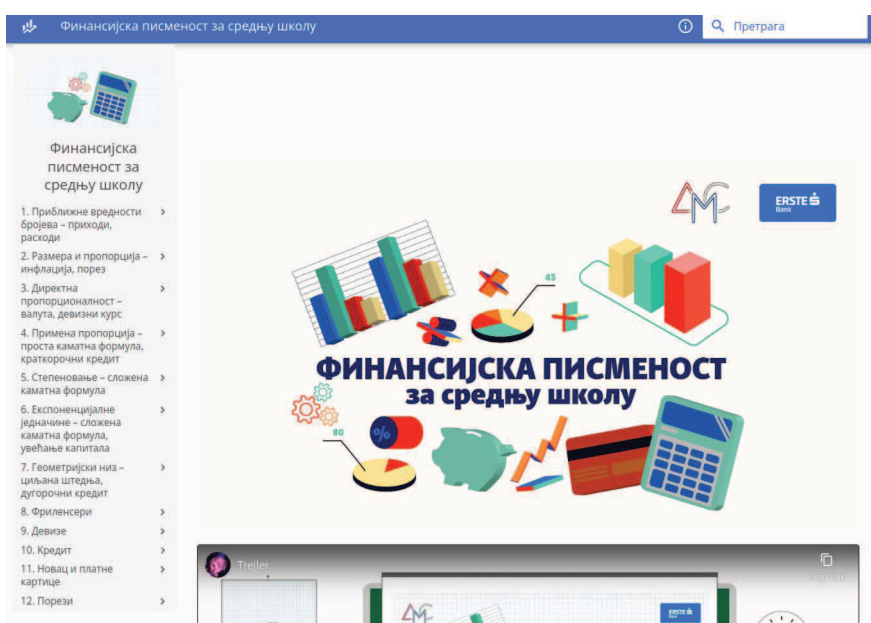 Финансијска писменост за средњу школу
Претрага
Финансијска
писменост за
средњу школу
1. Приближне вредности
бројева – приходи,
расходи
2. Размера и пропорција –
инфлација, порез
3. Директна
пропорционалност –
валута, девизни курс
4. Примена пропорција –
проста каматна формула,
краткорочни кредит
5. Степеновање – сложена
каматна формула
6. Експоненцијалне
једначине – сложена
каматна формула,
увећање капитала
7. Геометријски низ –
циљана штедња,
дугорочни кредит
8. Фриленсери
9. Девизе
10. Кредит
11. Новац и платне
картице
12. Порези
АМС
ERSTE
Bank
45
ФИНАНСИЈСКА ПИСМЕНОСТ
за средњу школу
80
%
Trejler
АМС
ERSTE